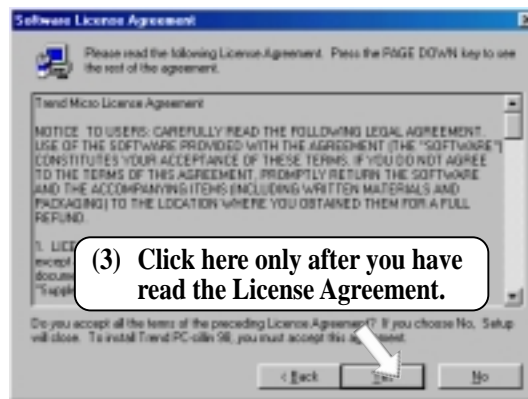 Software License Agreement
Please read the following License Agreement. Press the PAGE DOWN key to see
the rest of the agreement.
Trend Micro License Agreement
NOTICE TO USERS: CAREFULLY READ THE FOLLOWING LEGAL AGREEMENT.
USE OF THE SOFTWARE PROVIDED WITH THE AGREEMENT (THE "SOFTWARE")
CONSTITUTES YOUR ACCEPTANCE OF THESE TERMS. IF YOU DO NOT AGREE
TO THE TERMS OF THIS AGREEMENT, PROMPTLY RETURN THE SOFTWARE
AND THE ACCOMPANYING ITEMS (INCLUDING WRITTEN MATERIALS AND
PACKAGING) TO THE LOCATION WHERE YOU OBTAINED THEM FOR A FULL
REFUND.
1. LICE
except
docume
"Supple
(3) Click here only after you have
read the License Agreement.
Do you accept all the terms of the preceding License Agreement? If you choose No, Setup
will close. To install Trend PC-cillin 98, you must accept this agreement.
< Back
Yes
No